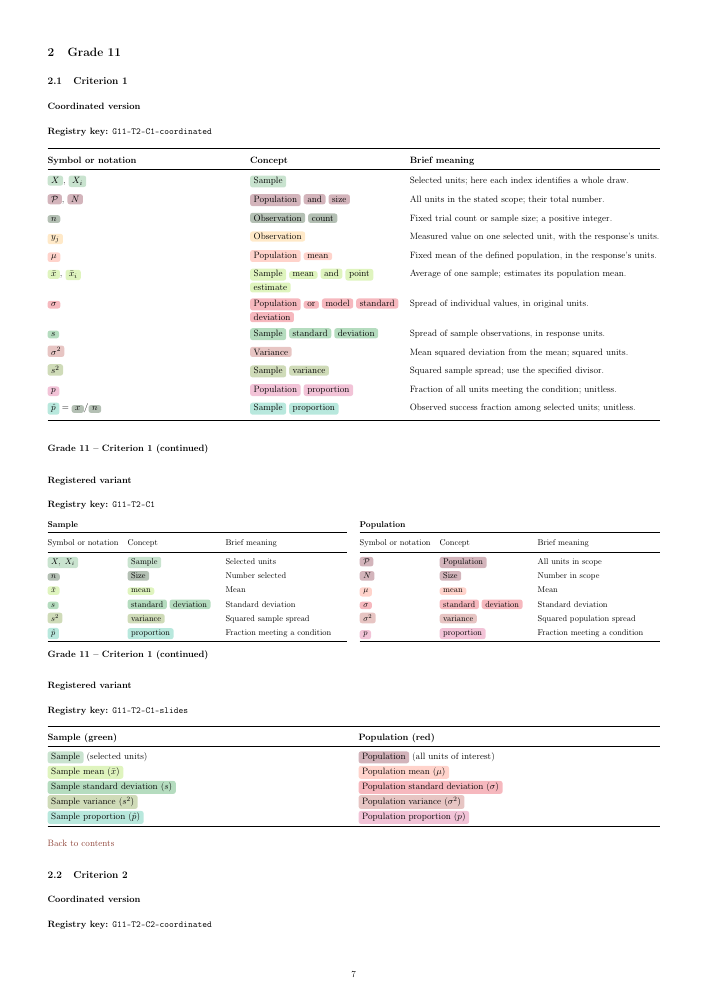 2 Grade 11
2.1 Criterion 1
Coordinated version
Registry key: G11-T2-C1-coordinated
Symbol or notation Concept Brief meaning
X, Xᵢ Sample Selected units; here each index identifies a whole draw.
𝒫, N Population and size All units in the stated scope; their total number.
n Observation count Fixed trial count or sample size; a positive integer.
yⱼ Observation Measured value on one selected unit, with the response's units.
μ Population mean Fixed mean of the defined population, in the response's units.
x̄, x̄ᵢ Sample mean and point estimate Average of one sample; estimates its population mean.
σ Population or model standard deviation Spread of individual values, in original units.
s Sample standard deviation Spread of sample observations, in response units.
σ² Variance Mean squared deviation from the mean; squared units.
s² Sample variance Squared sample spread; use the specified divisor.
p Population proportion Fraction of all units meeting the condition; unitless.
p̂ = x/n Sample proportion Observed success fraction among selected units; unitless.
Grade 11 – Criterion 1 (continued)
Registered variant
Registry key: G11-T2-C1
Sample
Symbol or notation Concept Brief meaning
X, Xᵢ Sample Selected units
n Size Number selected
x̄ mean Mean
s standard deviation Standard deviation
s² variance Squared sample spread
p̂ proportion Fraction meeting a condition
Population
Symbol or notation Concept Brief meaning
𝒫 Population All units in scope
N Size Number in scope
μ mean Mean
σ standard deviation Standard deviation
σ² variance Squared population spread
p proportion Fraction meeting a condition
Grade 11 – Criterion 1 (continued)
Registered variant
Registry key: G11-T2-C1-slides
Sample (green) Population (red)
Sample (selected units) Population (all units of interest)
Sample mean (x̄) Population mean (μ)
Sample standard deviation (s) Population standard deviation (σ)
Sample variance (s²) Population variance (σ²)
Sample proportion (p̂) Population proportion (p)
Back to contents
2.2 Criterion 2
Coordinated version
Registry key: G11-T2-C2-coordinated
7